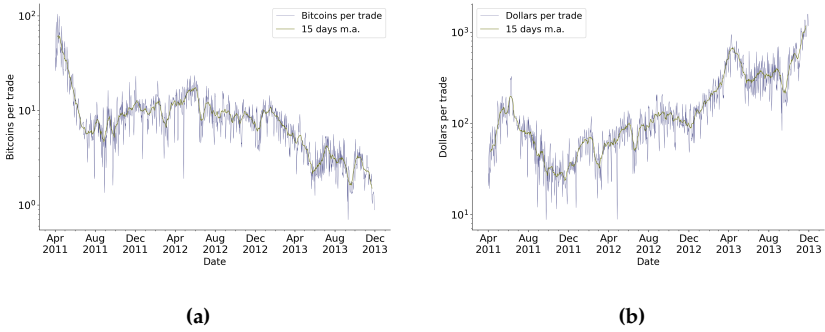 Bitcoins per trade
15 days m.a.
Bitcoins per trade
10²
10¹
10⁰
Apr 2011
Aug 2011
Dec 2011
Apr 2012
Aug 2012
Dec 2012
Apr 2013
Aug 2013
Dec 2013
Date
(a)
Dollars per trade
15 days m.a.
Dollars per trade
10³
10²
10¹
Apr 2011
Aug 2011
Dec 2011
Apr 2012
Aug 2012
Dec 2012
Apr 2013
Aug 2013
Dec 2013
Date
(b)